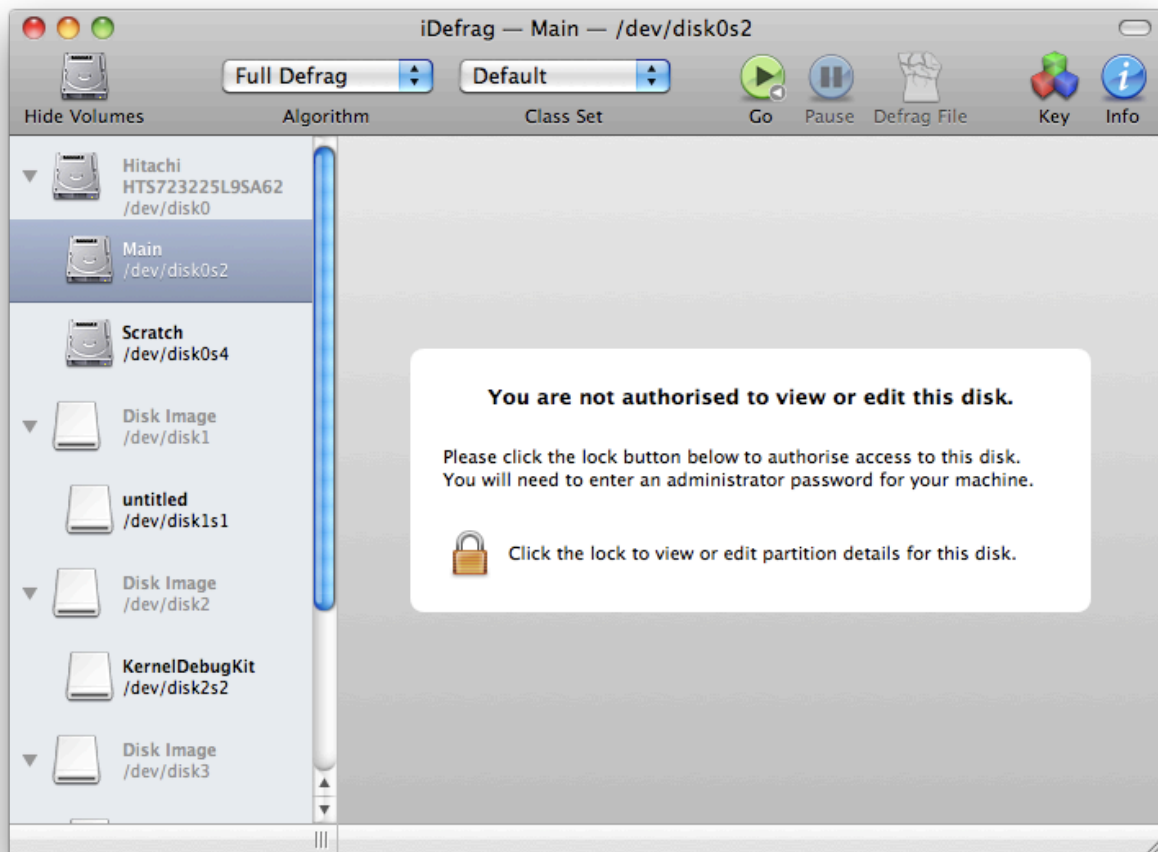 iDefrag — Main — /dev/disk0s2
Full Defrag
Default
Hide Volumes
Algorithm
Class Set
Go
Pause
Defrag File
Key
Info
Hitachi
HTS723225L9SA62
/dev/disk0
Main
/dev/disk0s2
Scratch
/dev/disk0s4
Disk Image
/dev/disk1
untitled
/dev/disk1s1
Disk Image
/dev/disk2
KernelDebugKit
/dev/disk2s2
Disk Image
/dev/disk3
You are not authorised to view or edit this disk.
Please click the lock button below to authorise access to this disk.
You will need to enter an administrator password for your machine.
Click the lock to view or edit partition details for this disk.